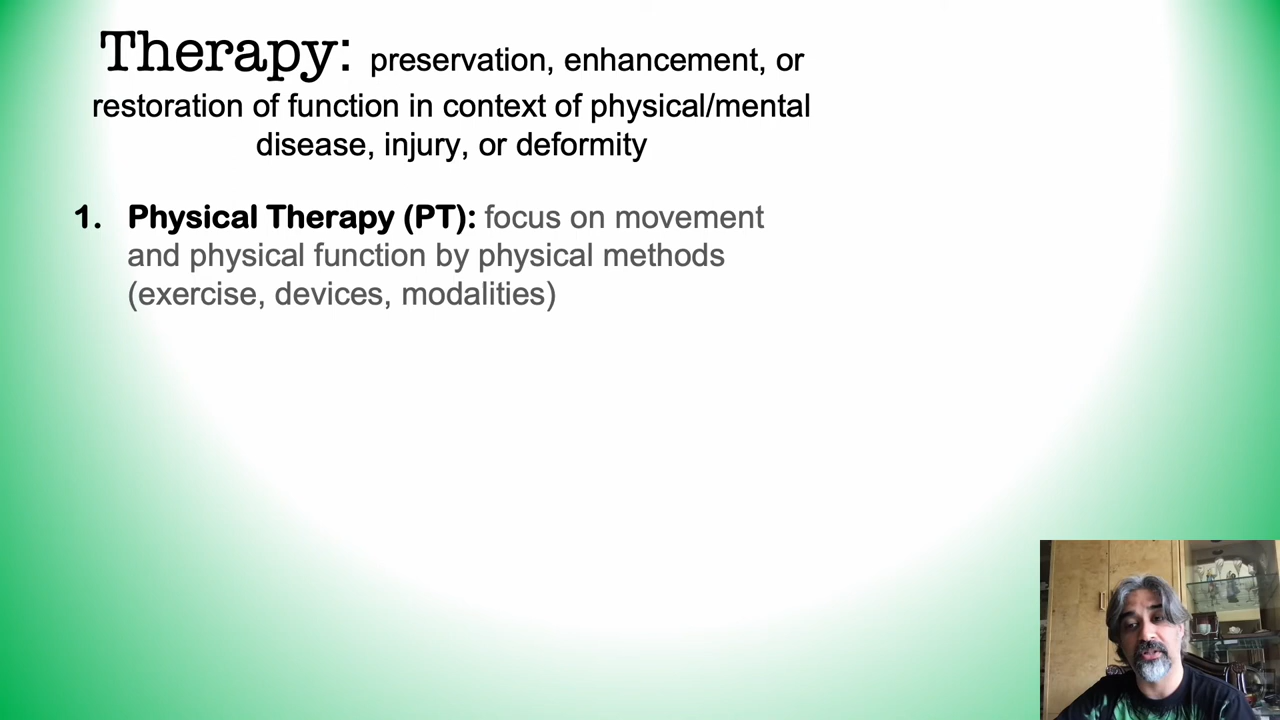 Therapy: preservation, enhancement, or
restoration of function in context of physical/mental
disease, injury, or deformity
1. Physical Therapy (PT): focus on movement
and physical function by physical methods
(exercise, devices, modalities)